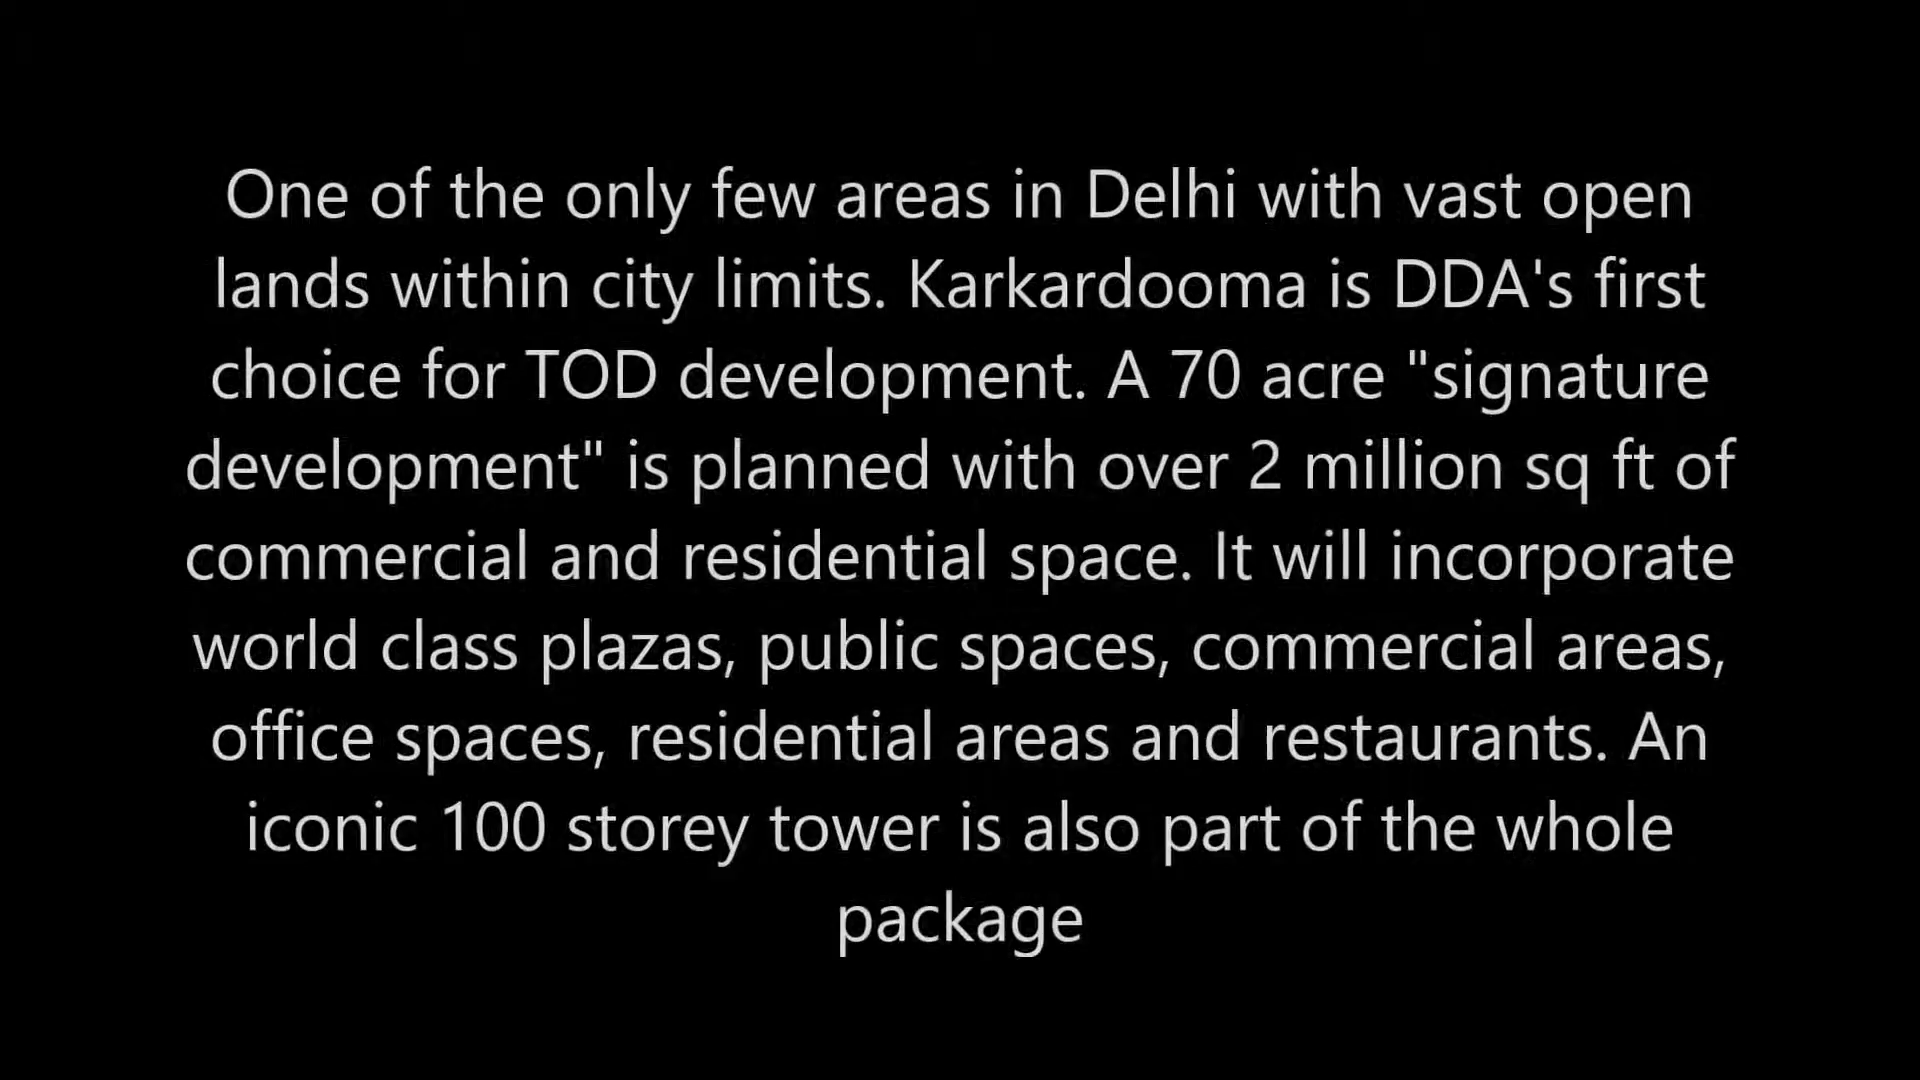 One of the only few areas in Delhi with vast open
lands within city limits. Karkardooma is DDA's first
choice for TOD development. A 70 acre "signature
development" is planned with over 2 million sq ft of
commercial and residential space. It will incorporate
world class plazas, public spaces, commercial areas,
office spaces, residential areas and restaurants. An
iconic 100 storey tower is also part of the whole
package